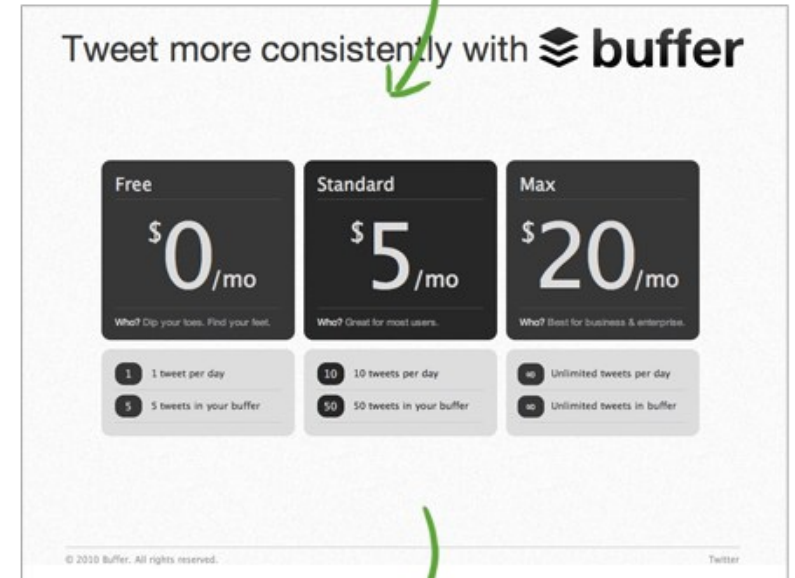 Tweet more consistently with buffer
Free
$0/mo
Who? Dip your toes. Find your feet.
1 1 tweet per day
5 5 tweets in your buffer
Standard
$5/mo
Who? Great for most users.
10 10 tweets per day
50 50 tweets in your buffer
Max
$20/mo
Who? Best for business & enterprise.
∞ Unlimited tweets per day
∞ Unlimited tweets in buffer
© 2010 Buffer. All rights reserved.
Twitter